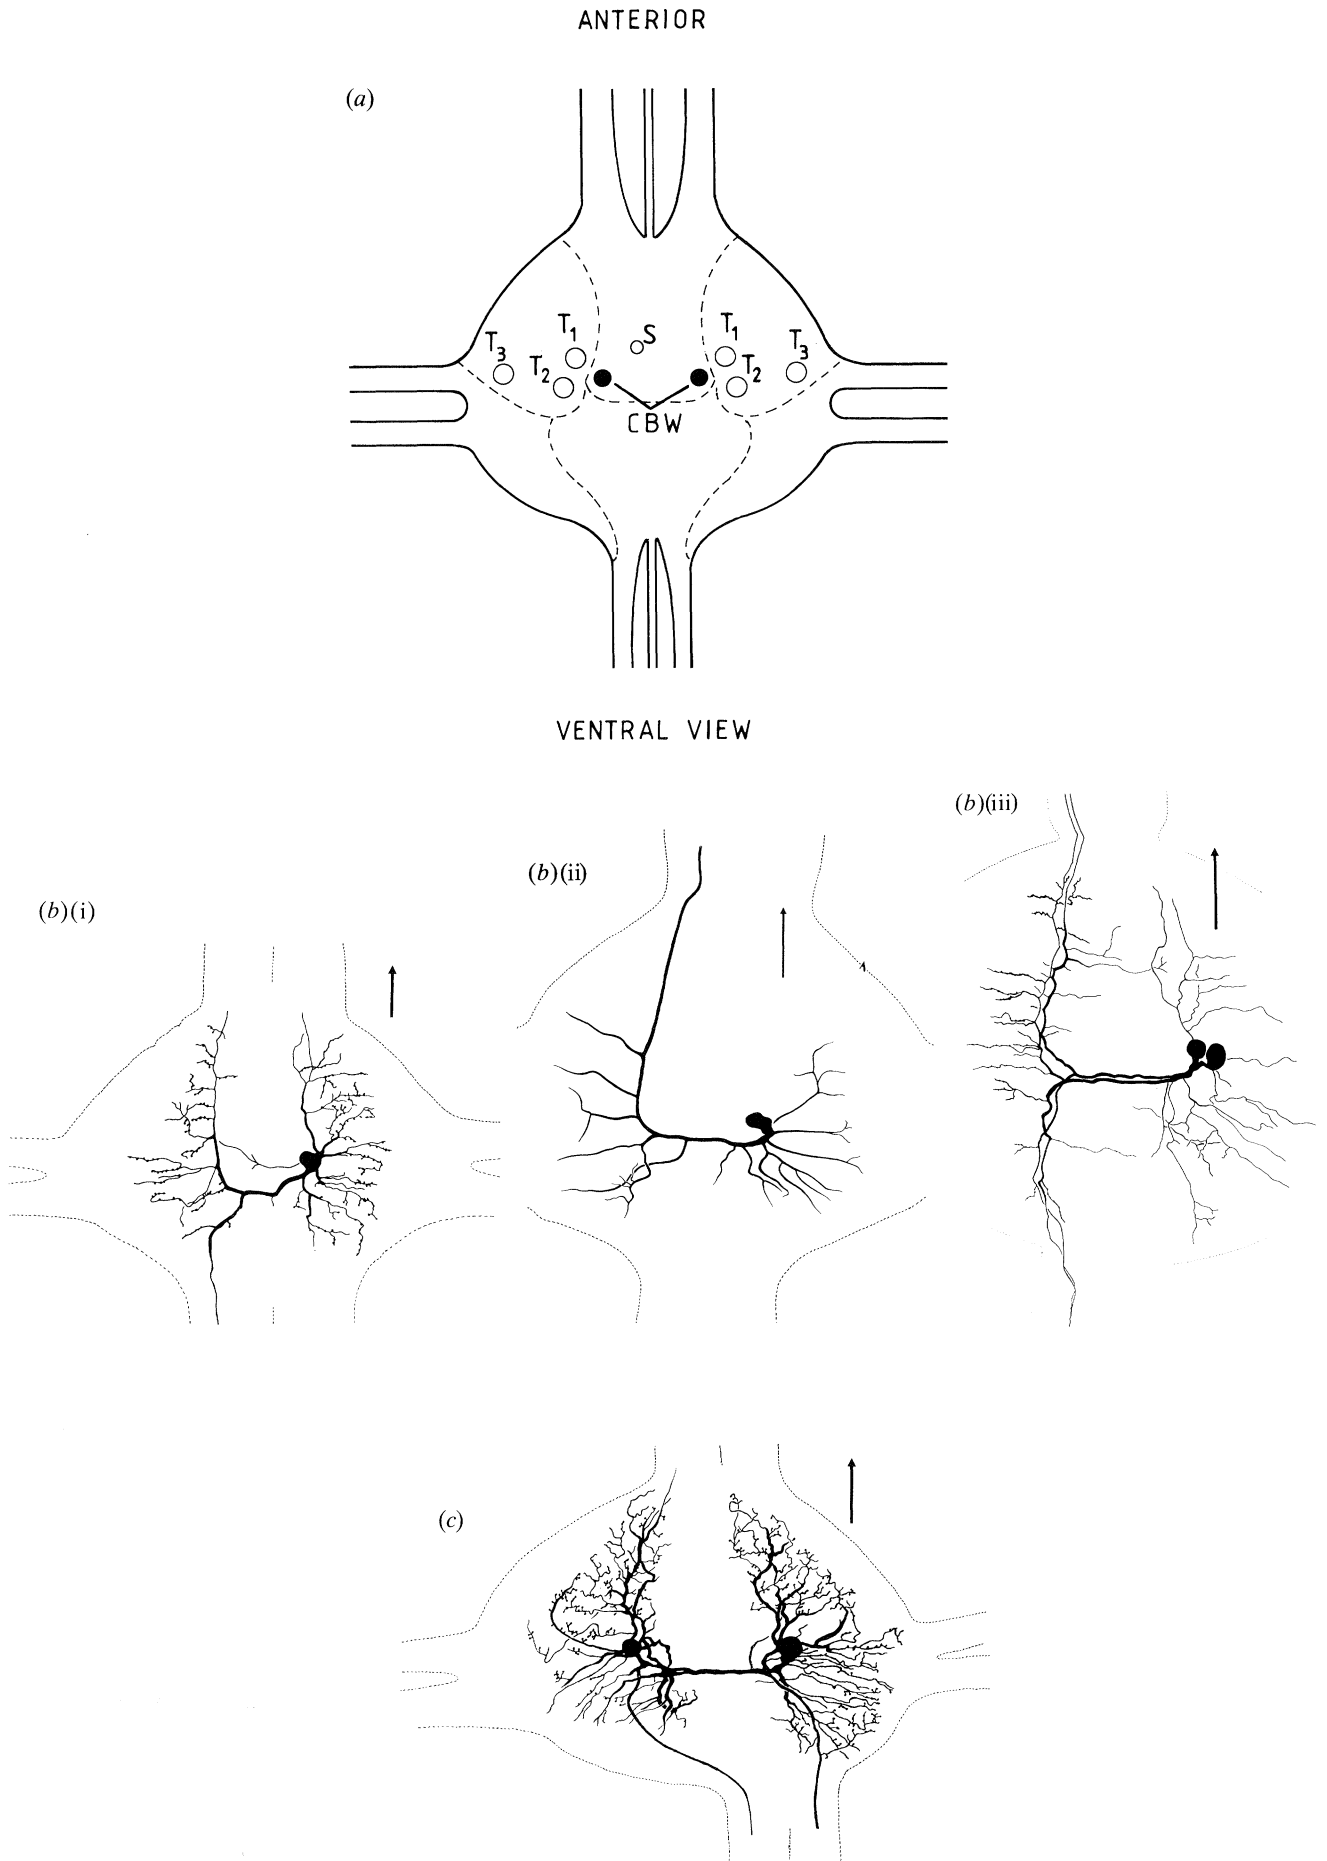 ANTERIOR
(a)
T1 S T1
T3 T3
T2 T2
CBW
VENTRAL VIEW
(b)(iii)
(b)(ii)
(b)(i)
(c)